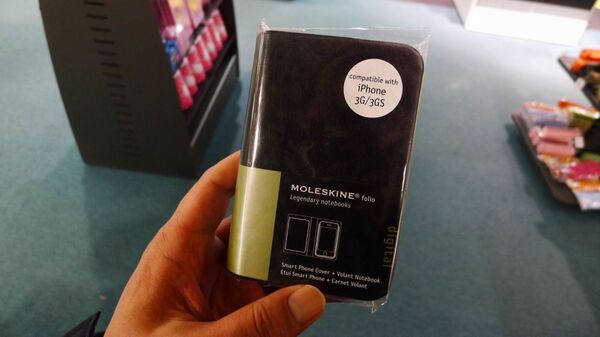 compatible with
iPhone
3G/3GS
MOLESKINE® folio
Legendary notebooks
digital
Smart Phone Cover + Volant Notebook
Etui Smart Phone + Carnet Volant